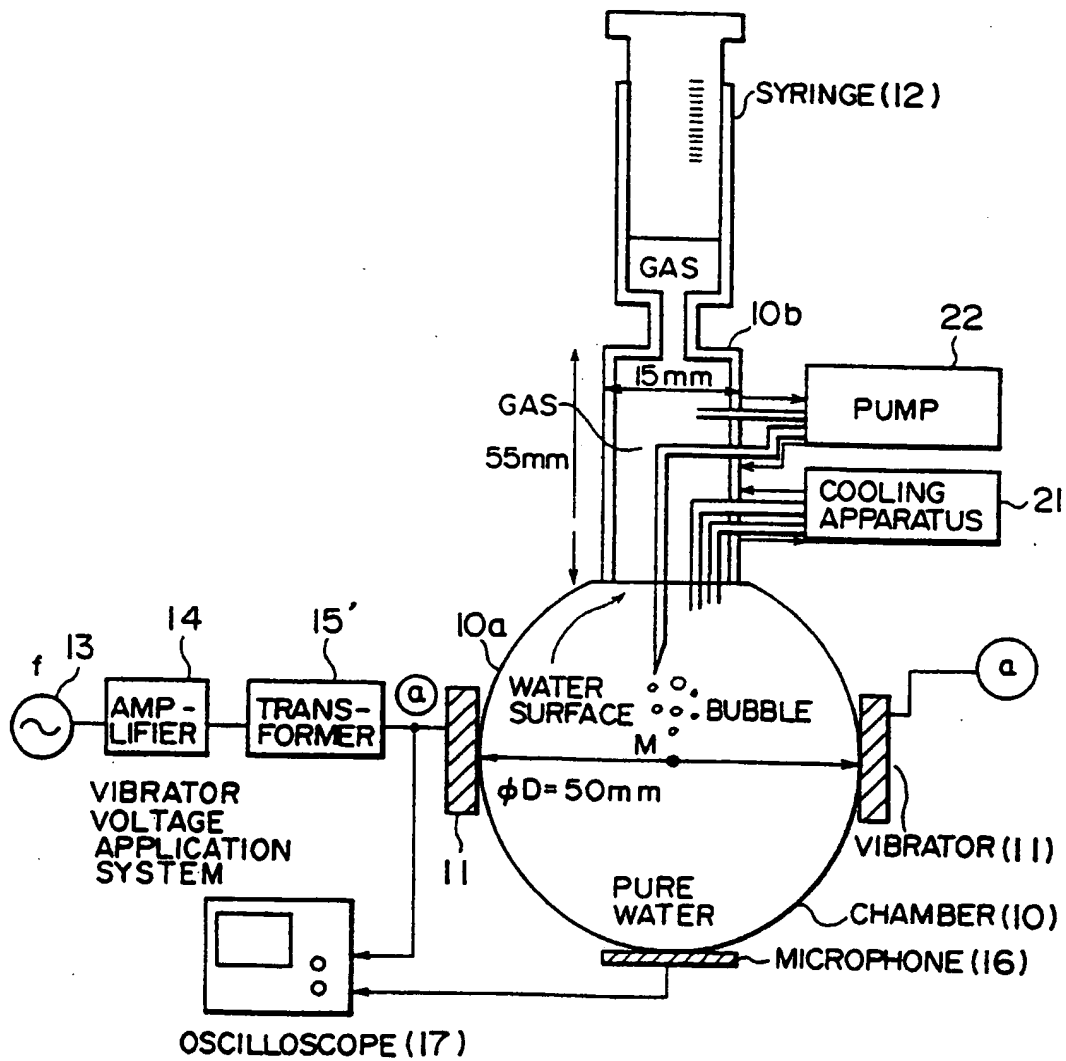 SYRINGE(12)
GAS
10b
22
15mm
GAS
PUMP
55mm
COOLING
APPARATUS
21
14
15'
10a
f
13
a
a
WATER
SURFACE
BUBBLE
AMP-
LIFIER
TRANS-
FORMER
M
φD=50mm
VIBRATOR
VOLTAGE
APPLICATION
SYSTEM
11
VIBRATOR(11)
PURE
WATER
CHAMBER(10)
MICROPHONE(16)
OSCILLOSCOPE(17)